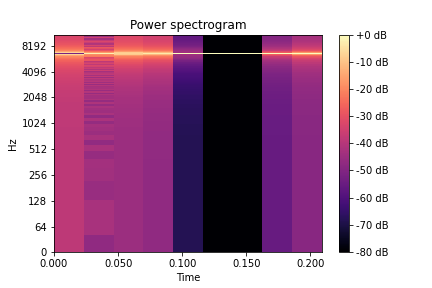 Power spectrogram
Hz
8192
4096
2048
1024
512
256
128
64
0
0.000 0.050 0.100 0.150 0.200
Time
+0 dB
-10 dB
-20 dB
-30 dB
-40 dB
-50 dB
-60 dB
-70 dB
-80 dB